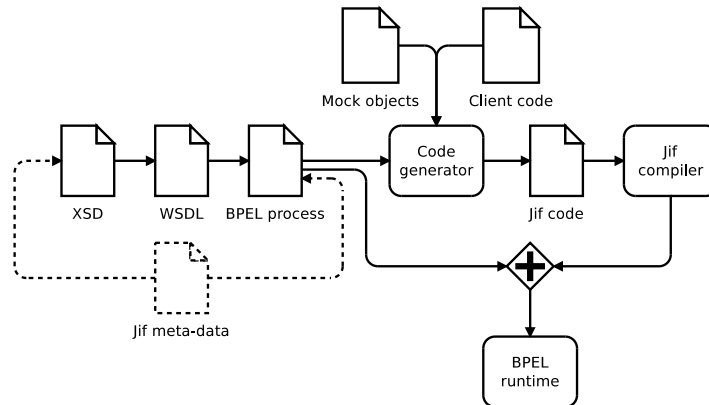 Mock objects
Client code
Code
generator
Jif
compiler
XSD
WSDL
BPEL process
Jif code
Jif meta-data
BPEL
runtime